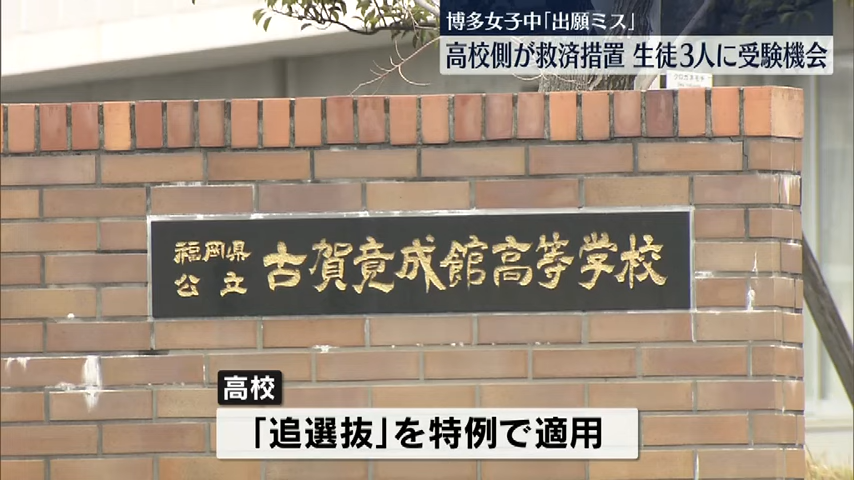 博多女子中「出願ミス」
高校側が救済措置 生徒3人に受験機会
福岡県
公立
古賀竟成館高等学校
高校
「追選抜」を特例で適用